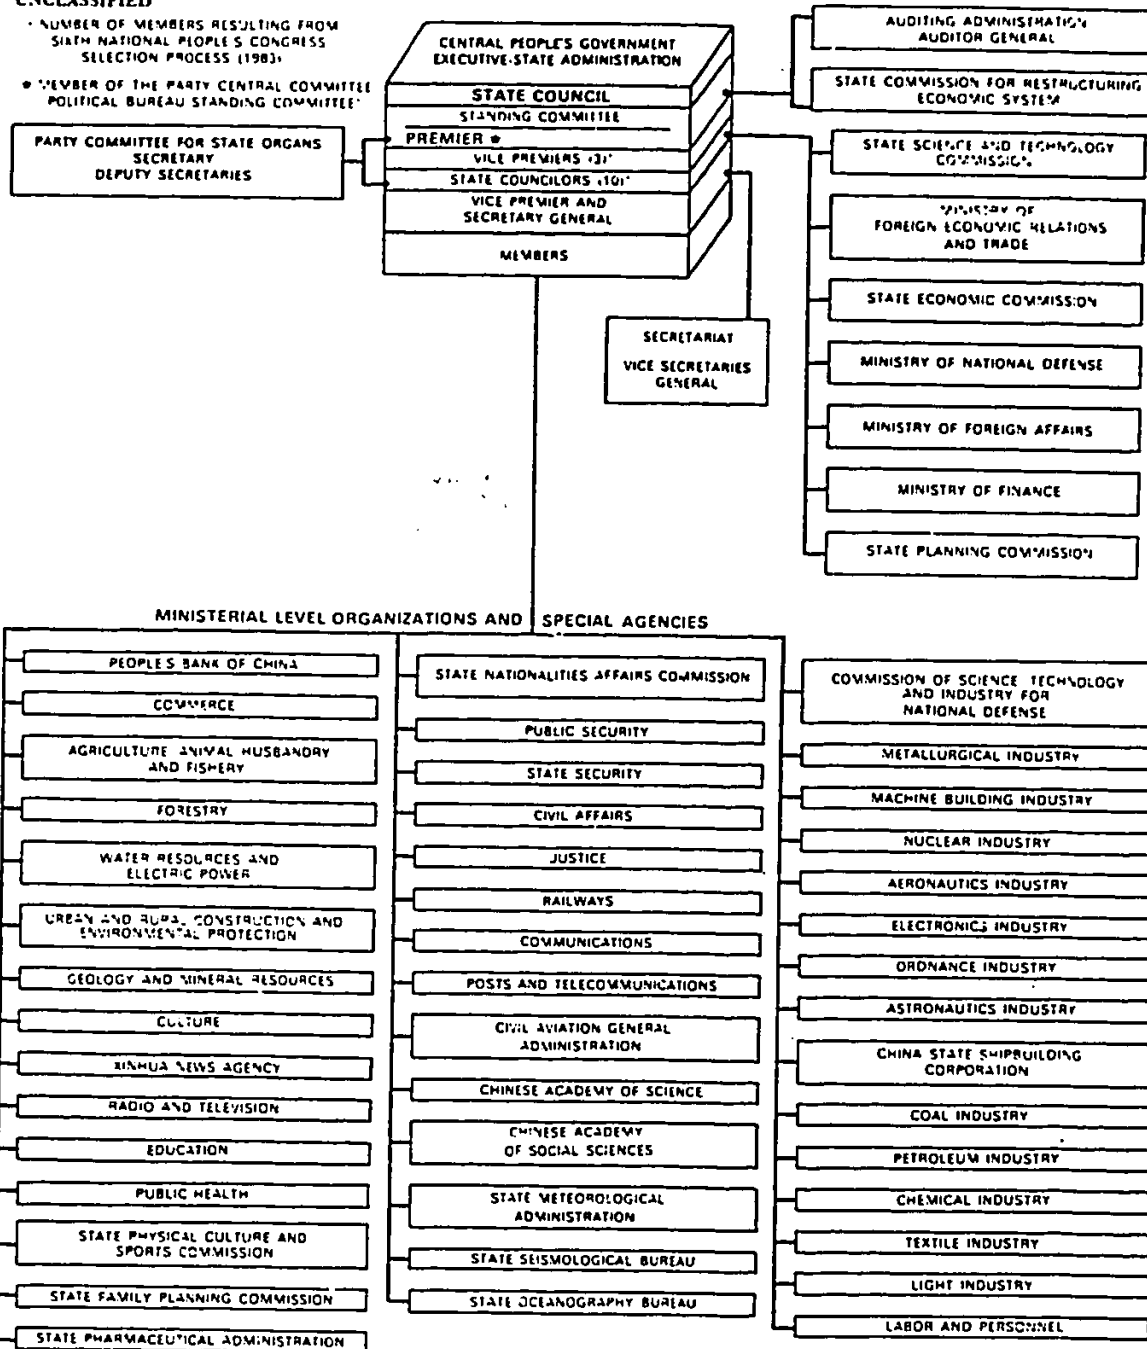 UNCLASSIFIED
• NUMBER OF MEMBERS RESULTING FROM
SIXTH NATIONAL PEOPLE'S CONGRESS
SELECTION PROCESS (1983)
★ MEMBER OF THE PARTY CENTRAL COMMITTEE
POLITICAL BUREAU STANDING COMMITTEE
PARTY COMMITTEE FOR STATE ORGANS
SECRETARY
DEPUTY SECRETARIES
CENTRAL PEOPLE'S GOVERNMENT
EXECUTIVE-STATE ADMINISTRATION
STATE COUNCIL
STANDING COMMITTEE
PREMIER ★
VICE PREMIERS (3)*
STATE COUNCILORS (10)*
VICE PREMIER AND
SECRETARY GENERAL
MEMBERS
SECRETARIAT
VICE SECRETARIES
GENERAL
AUDITING ADMINISTRATION
AUDITOR GENERAL
STATE COMMISSION FOR RESTRUCTURING
ECONOMIC SYSTEM
STATE SCIENCE AND TECHNOLOGY
COMMISSION
MINISTRY OF
FOREIGN ECONOMIC RELATIONS
AND TRADE
STATE ECONOMIC COMMISSION
MINISTRY OF NATIONAL DEFENSE
MINISTRY OF FOREIGN AFFAIRS
MINISTRY OF FINANCE
STATE PLANNING COMMISSION
MINISTERIAL LEVEL ORGANIZATIONS AND SPECIAL AGENCIES
PEOPLE'S BANK OF CHINA
COMMERCE
AGRICULTURE ANIMAL HUSBANDRY
AND FISHERY
FORESTRY
WATER RESOURCES AND
ELECTRIC POWER
URBAN AND RURAL CONSTRUCTION AND
ENVIRONMENTAL PROTECTION
GEOLOGY AND MINERAL RESOURCES
CULTURE
XINHUA NEWS AGENCY
RADIO AND TELEVISION
EDUCATION
PUBLIC HEALTH
STATE PHYSICAL CULTURE AND
SPORTS COMMISSION
STATE FAMILY PLANNING COMMISSION
STATE PHARMACEUTICAL ADMINISTRATION
STATE NATIONALITIES AFFAIRS COMMISSION
PUBLIC SECURITY
STATE SECURITY
CIVIL AFFAIRS
JUSTICE
RAILWAYS
COMMUNICATIONS
POSTS AND TELECOMMUNICATIONS
CIVIL AVIATION GENERAL
ADMINISTRATION
CHINESE ACADEMY OF SCIENCE
CHINESE ACADEMY
OF SOCIAL SCIENCES
STATE METEOROLOGICAL
ADMINISTRATION
STATE SEISMOLOGICAL BUREAU
STATE OCEANOGRAPHY BUREAU
COMMISSION OF SCIENCE TECHNOLOGY
AND INDUSTRY FOR
NATIONAL DEFENSE
METALLURGICAL INDUSTRY
MACHINE BUILDING INDUSTRY
NUCLEAR INDUSTRY
AERONAUTICS INDUSTRY
ELECTRONICS INDUSTRY
ORDNANCE INDUSTRY
ASTRONAUTICS INDUSTRY
CHINA STATE SHIPBUILDING
CORPORATION
COAL INDUSTRY
PETROLEUM INDUSTRY
CHEMICAL INDUSTRY
TEXTILE INDUSTRY
LIGHT INDUSTRY
LABOR AND PERSONNEL